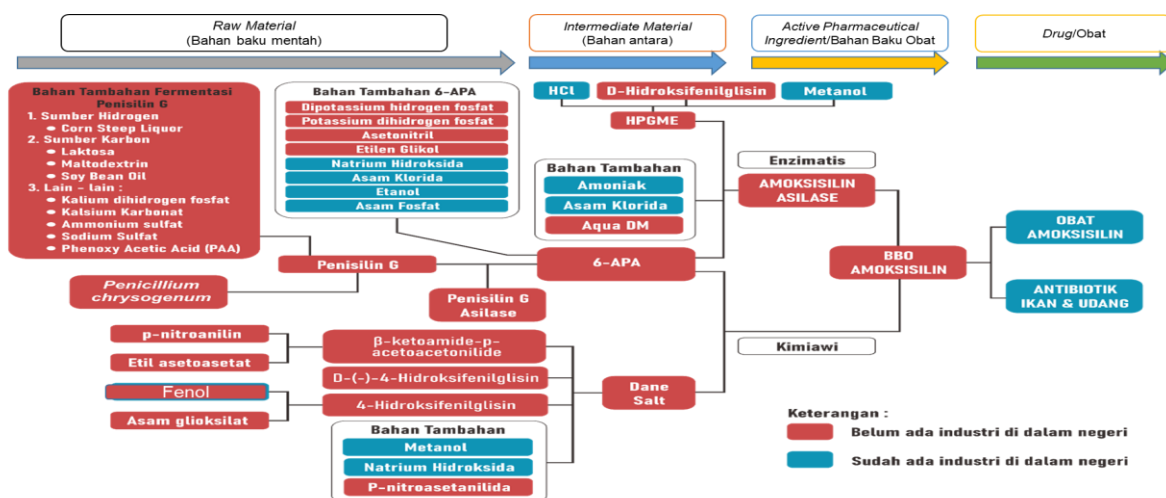 Raw Material
(Bahan baku mentah)
Intermediate Material
(Bahan antara)
Active Pharmaceutical
Ingredient/Bahan Baku Obat
Drug/Obat
Bahan Tambahan Fermentasi
Penisilin G
1. Sumber Hidrogen
● Corn Steep Liquor
2. Sumber Karbon
● Laktosa
● Maltodextrin
● Soy Bean Oil
3. Lain - lain :
● Kalium dihidrogen fosfat
● Kalsium Karbonat
● Ammonium sulfat
● Sodium Sulfat
● Phenoxy Acetic Acid (PAA)
Bahan Tambahan 6-APA
Dipotassium hidrogen fosfat
Potassium dihidrogen fosfat
Asetonitril
Etilen Glikol
Natrium Hidroksida
Asam Klorida
Etanol
Asam Fosfat
HCl
D-Hidroksifenilglisin
Metanol
HPGME
Bahan Tambahan
Amoniak
Asam Klorida
Aqua DM
Enzimatis
AMOKSISILIN
ASILASE
Penisilin G
6-APA
Penicillium
chrysogenum
Penisilin G
Asilase
BBO
AMOKSISILIN
OBAT
AMOKSISILIN
ANTIBIOTIK
IKAN & UDANG
p-nitroanilin
Etil asetoasetat
Fenol
Asam glioksilat
β-ketoamide-p-
acetoacetonilide
D-(-)-4-Hidroksifenilglisin
4-Hidroksifenilglisin
Bahan Tambahan
Metanol
Natrium Hidroksida
P-nitroasetanilida
Dane
Salt
Kimiawi
Keterangan :
Belum ada industri di dalam negeri
Sudah ada industri di dalam negeri